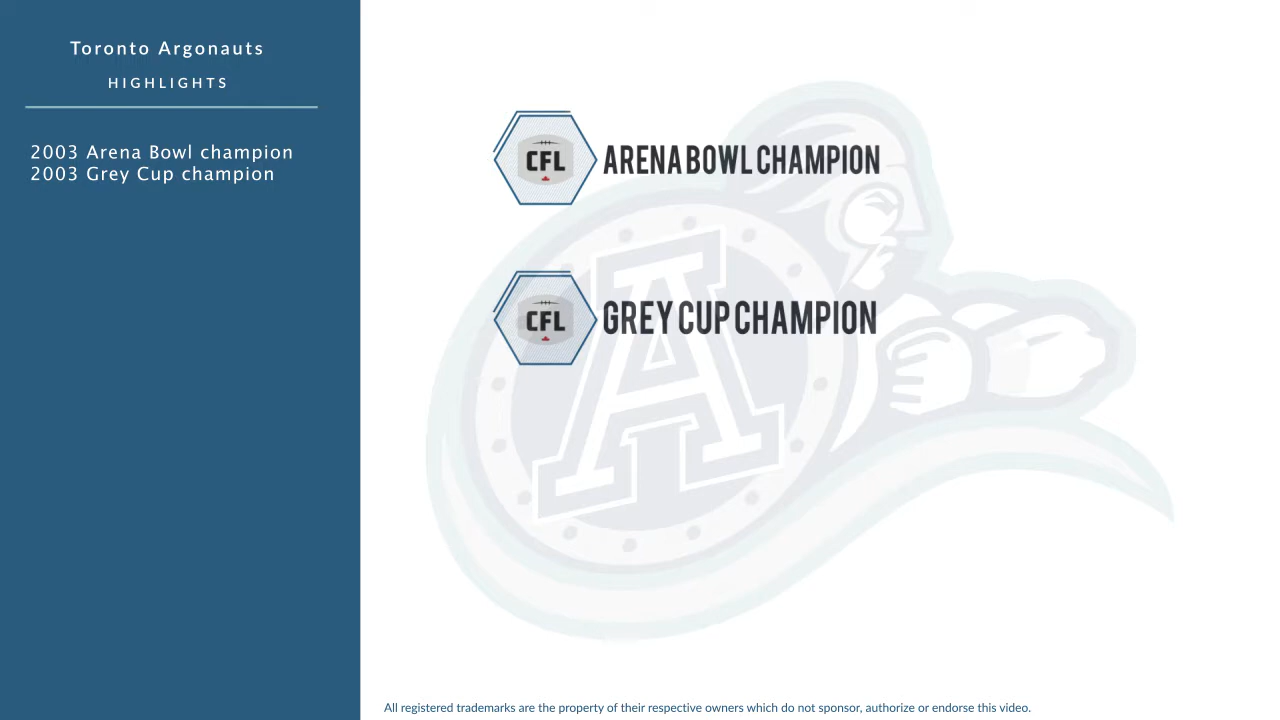 Toronto Argonauts
HIGHLIGHTS
2003 Arena Bowl champion
2003 Grey Cup champion
CFL
ARENA BOWL CHAMPION
CFL
GREY CUP CHAMPION
A
All registered trademarks are the property of their respective owners which do not sponsor, authorize or endorse this video.